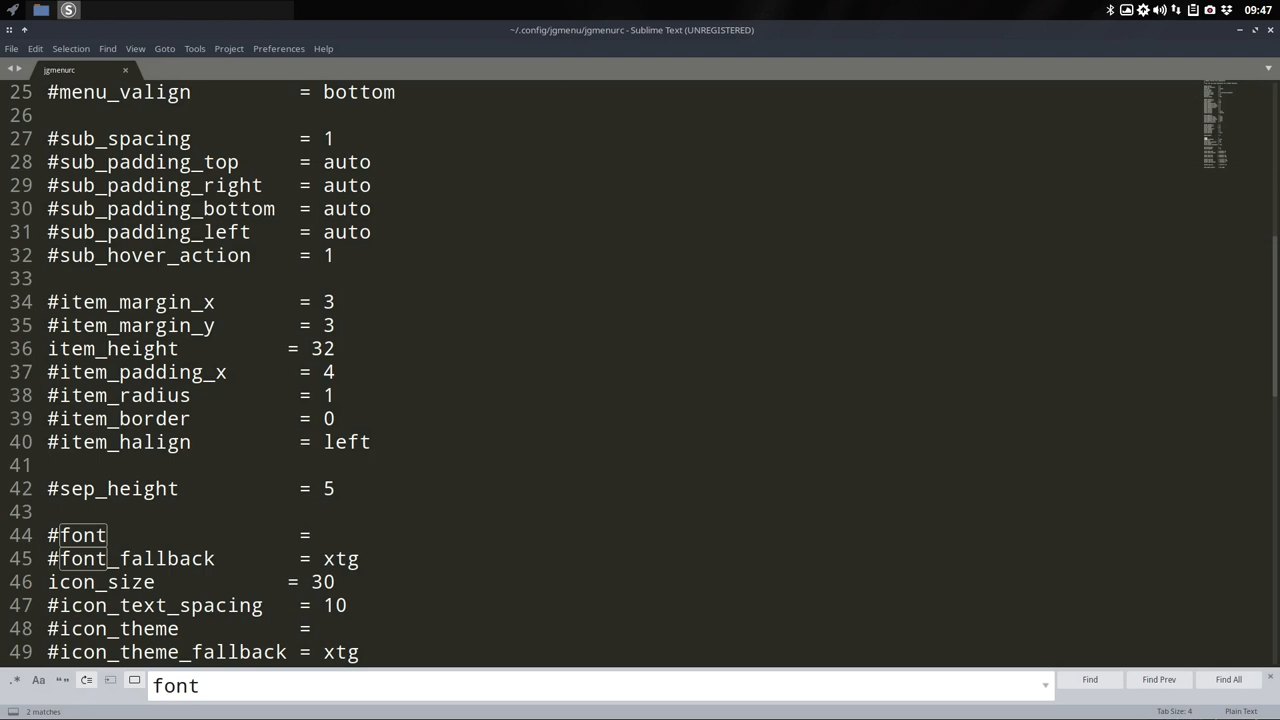 S
09:47
~/.config/jgmenu/jgmenurc - Sublime Text (UNREGISTERED)
File Edit Selection Find View Goto Tools Project Preferences Help
jgmenurc
25 #menu_valign = bottom
26
27 #sub_spacing = 1
28 #sub_padding_top = auto
29 #sub_padding_right = auto
30 #sub_padding_bottom = auto
31 #sub_padding_left = auto
32 #sub_hover_action = 1
33
34 #item_margin_x = 3
35 #item_margin_y = 3
36 item_height = 32
37 #item_padding_x = 4
38 #item_radius = 1
39 #item_border = 0
40 #item_halign = left
41
42 #sep_height = 5
43
44 #font =
45 #font_fallback = xtg
46 icon_size = 30
47 #icon_text_spacing = 10
48 #icon_theme =
49 #icon_theme_fallback = xtg
.* Aa “” font Find Find Prev Find All
2 matches Tab Size: 4 Plain Text